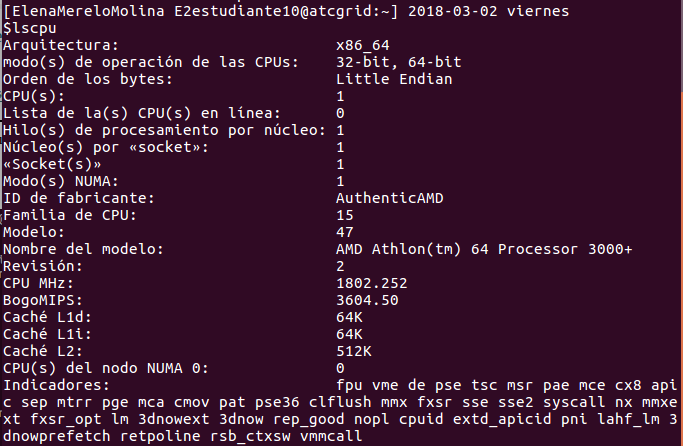 [ElenaMereloMolina E2estudiante10@atcgrid:~] 2018-03-02 viernes
$lscpu
Arquitectura: x86_64
modo(s) de operación de las CPUs: 32-bit, 64-bit
Orden de los bytes: Little Endian
CPU(s): 1
Lista de la(s) CPU(s) en línea: 0
Hilo(s) de procesamiento por núcleo: 1
Núcleo(s) por «socket»: 1
«Socket(s)» 1
Modo(s) NUMA: 1
ID de fabricante: AuthenticAMD
Familia de CPU: 15
Modelo: 47
Nombre del modelo: AMD Athlon(tm) 64 Processor 3000+
Revisión: 2
CPU MHz: 1802.252
BogoMIPS: 3604.50
Caché L1d: 64K
Caché L1i: 64K
Caché L2: 512K
CPU(s) del nodo NUMA 0: 0
Indicadores: fpu vme de pse tsc msr pae mce cx8 api
c sep mtrr pge mca cmov pat pse36 clflush mmx fxsr sse sse2 syscall nx mmxe
xt fxsr_opt lm 3dnowext 3dnow rep_good nopl cpuid extd_apicid pni lahf_lm 3
dnowprefetch retpoline rsb_ctxsw vmmcall